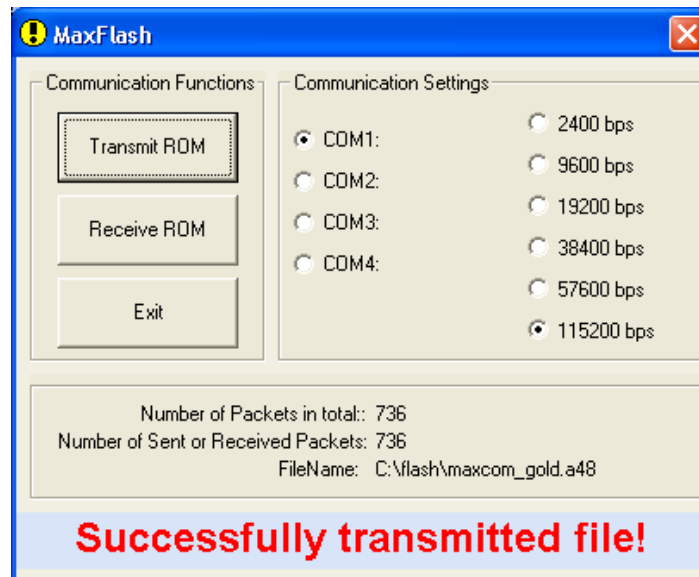 MaxFlash
Communication Functions
Transmit ROM
Receive ROM
Exit
Communication Settings
COM1:
COM2:
COM3:
COM4:
2400 bps
9600 bps
19200 bps
38400 bps
57600 bps
115200 bps
Number of Packets in total:: 736
Number of Sent or Received Packets: 736
FileName: C:\flash\maxcom_gold.a48
Successfully transmitted file!